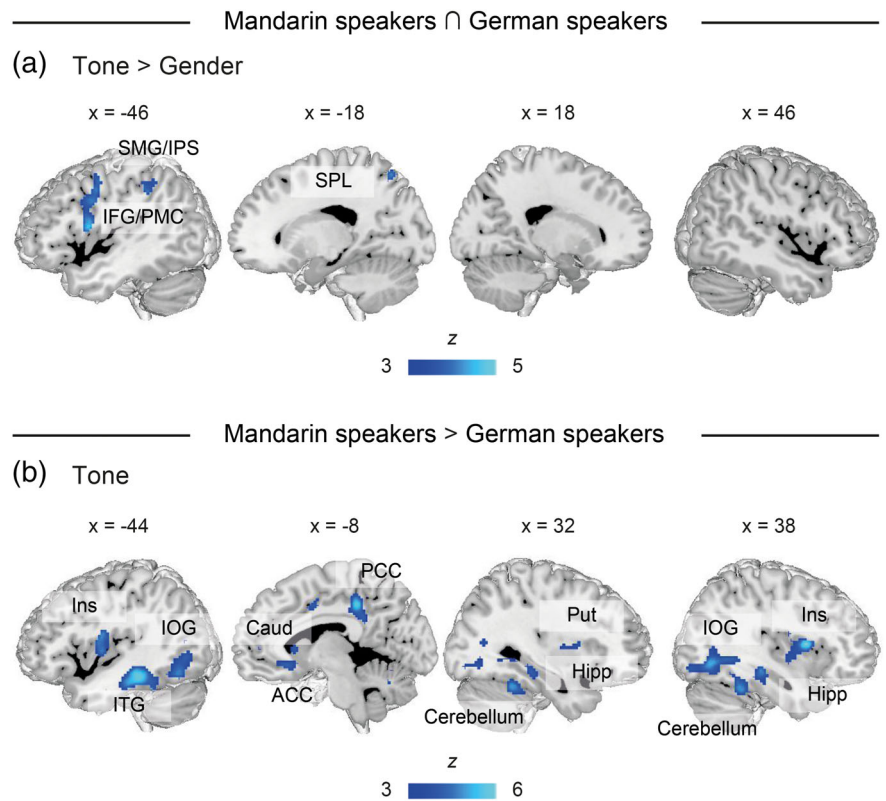 Mandarin speakers ∩ German speakers
(a) Tone > Gender
x = -46 x = -18 x = 18 x = 46
SMG/IPS
SPL
IFG/PMC
z
3 5
Mandarin speakers > German speakers
(b) Tone
x = -44 x = -8 x = 32 x = 38
PCC
Ins Put Ins
IOG Caud IOG
Hipp
ITG ACC Hipp
Cerebellum
Cerebellum
z
3 6